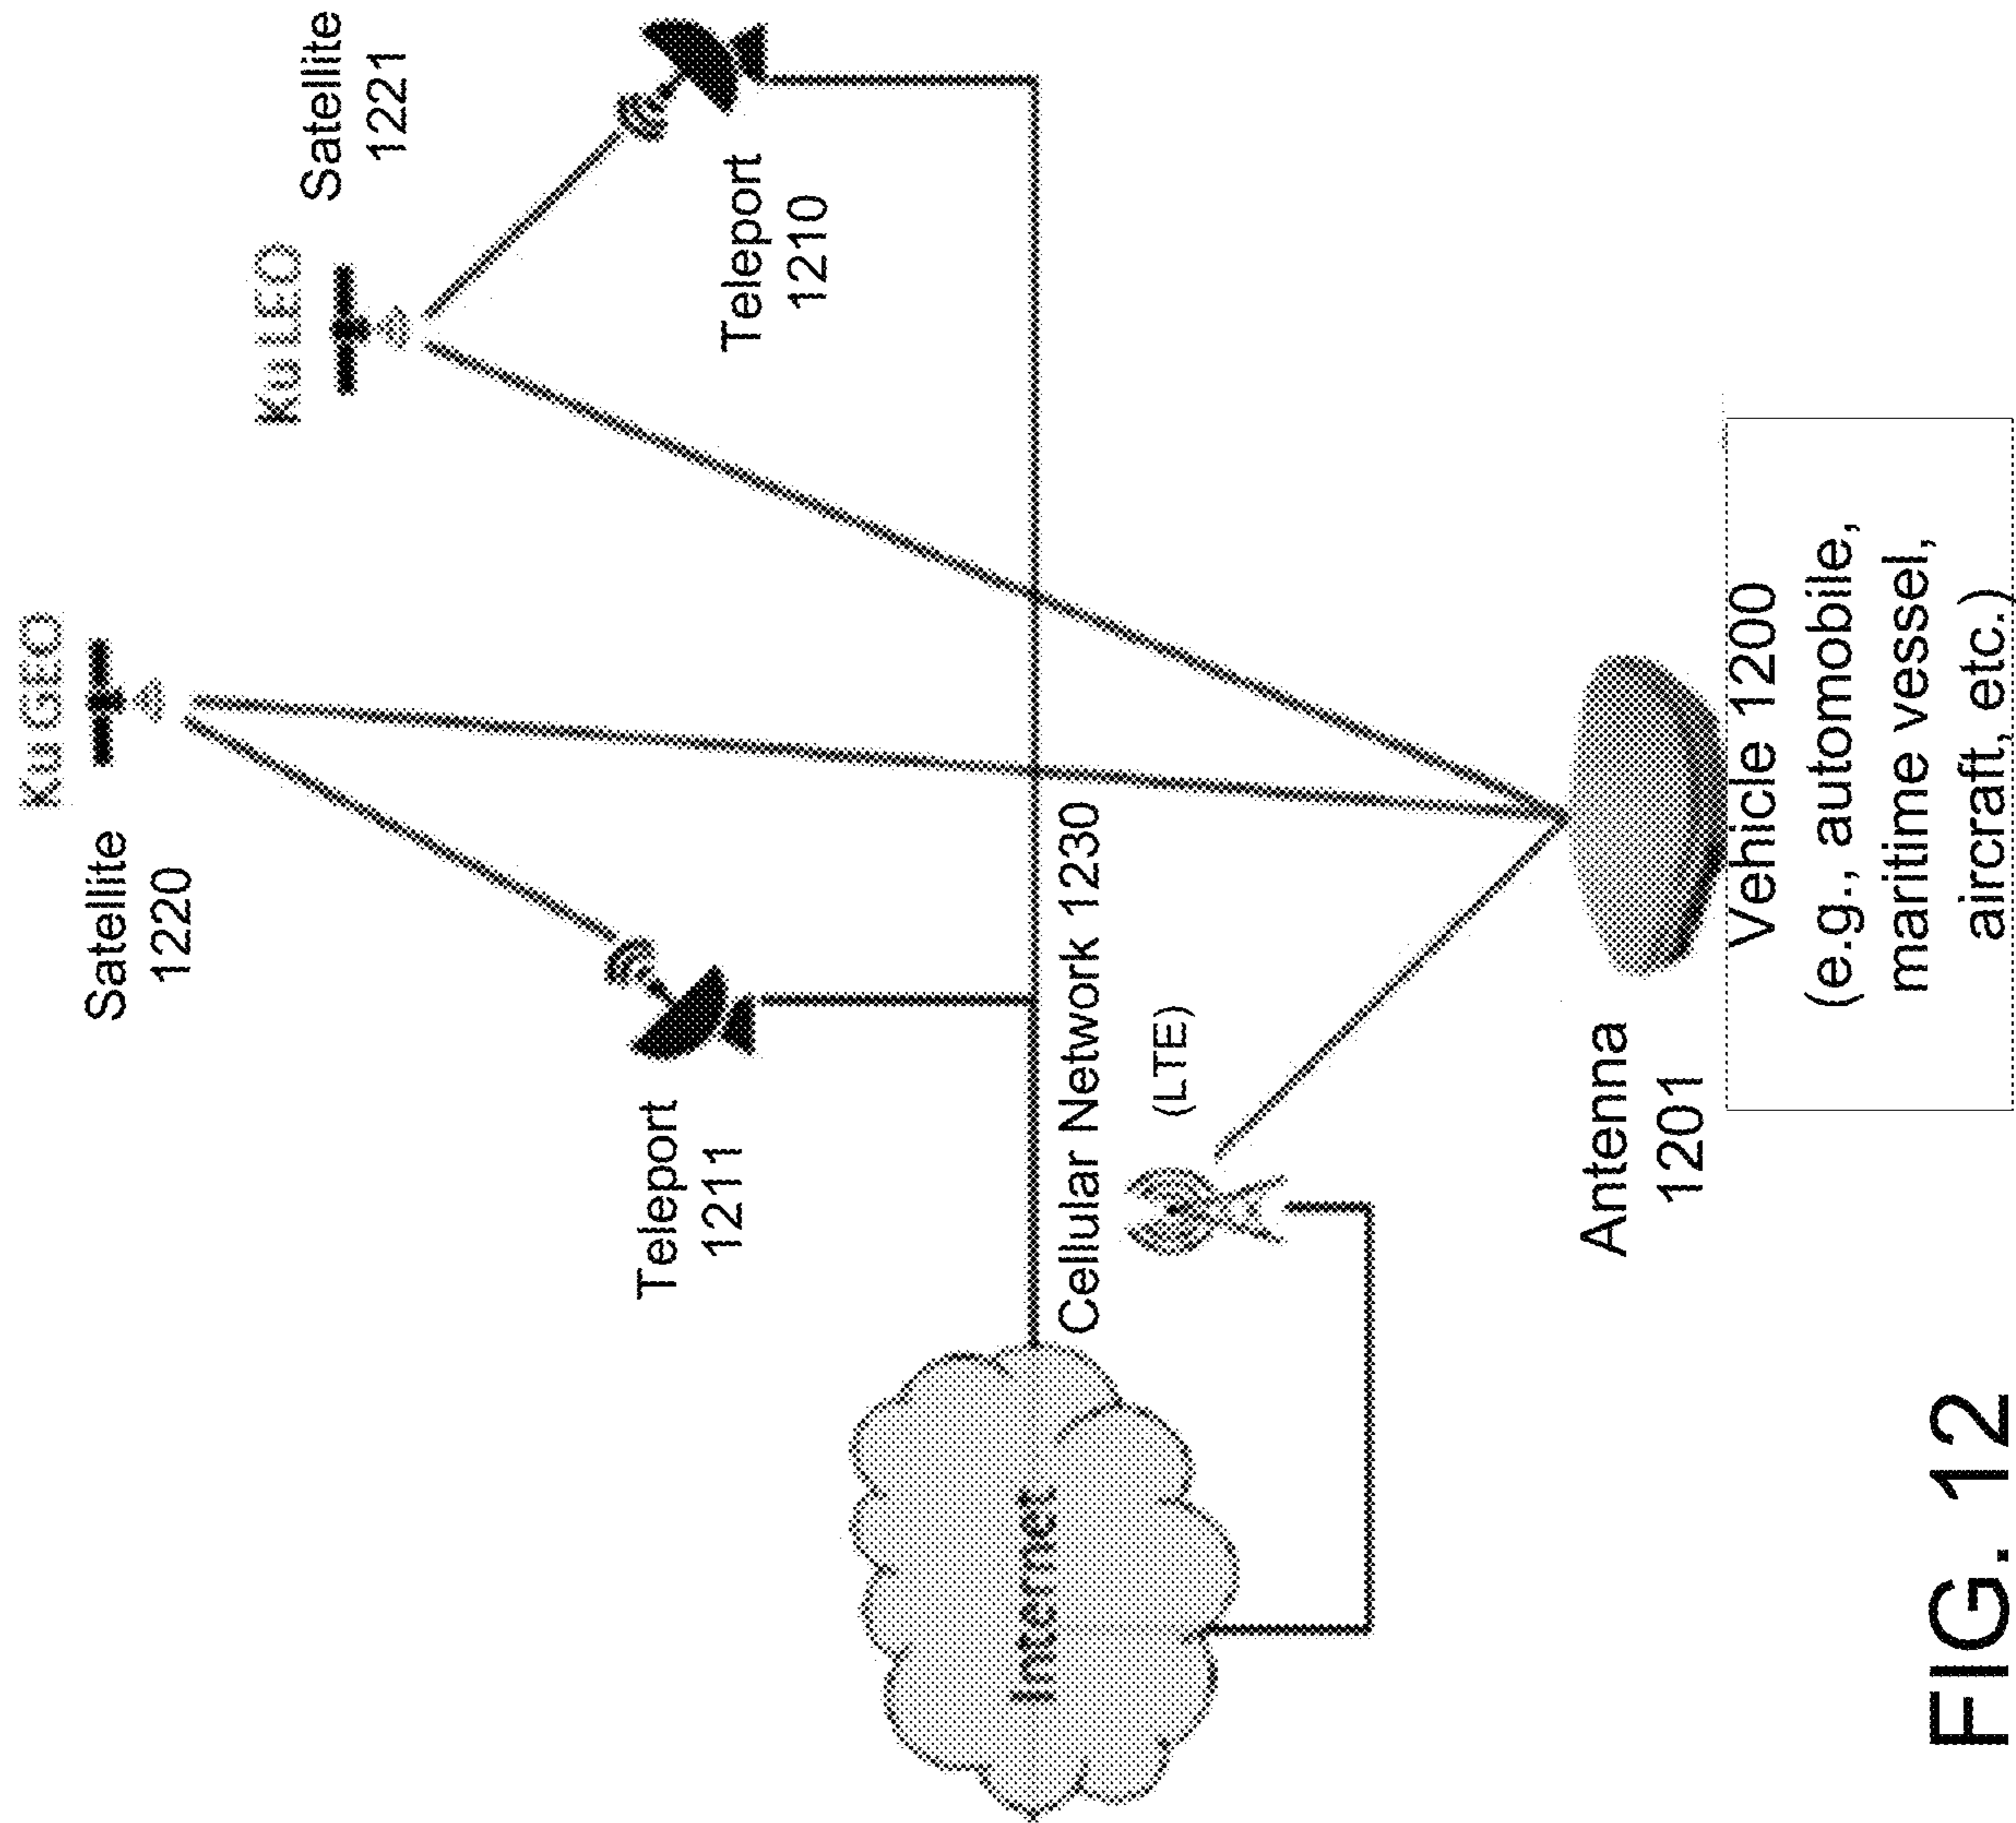 Ku GEO
Satellite
1220
Ku LEO
Satellite
1221
Teleport
1211
Teleport
1210
Internet
Cellular Network 1230
(LTE)
Antenna
1201
Vehicle 1200
(e.g., automobile,
maritime vessel,
aircraft, etc.)
FIG. 12